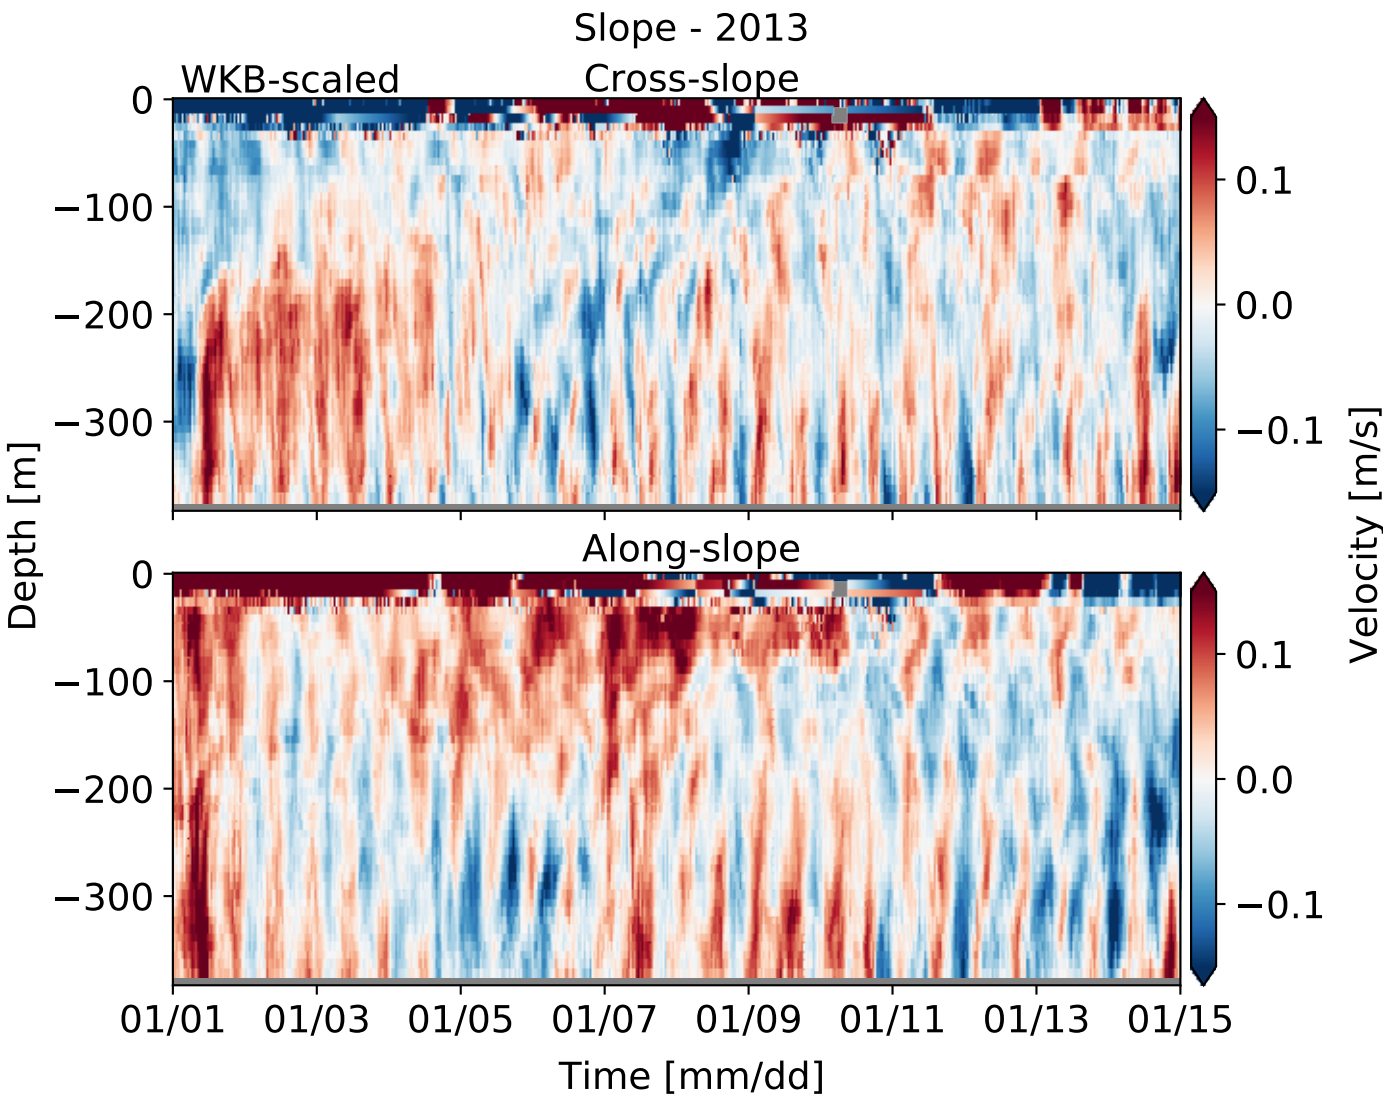 Slope - 2013
WKB-scaled
Cross-slope
0
−100
−200
−300
0.1
0.0
−0.1
Along-slope
0
−100
−200
−300
0.1
0.0
−0.1
Depth [m]
Velocity [m/s]
01/01 01/03 01/05 01/07 01/09 01/11 01/13 01/15
Time [mm/dd]